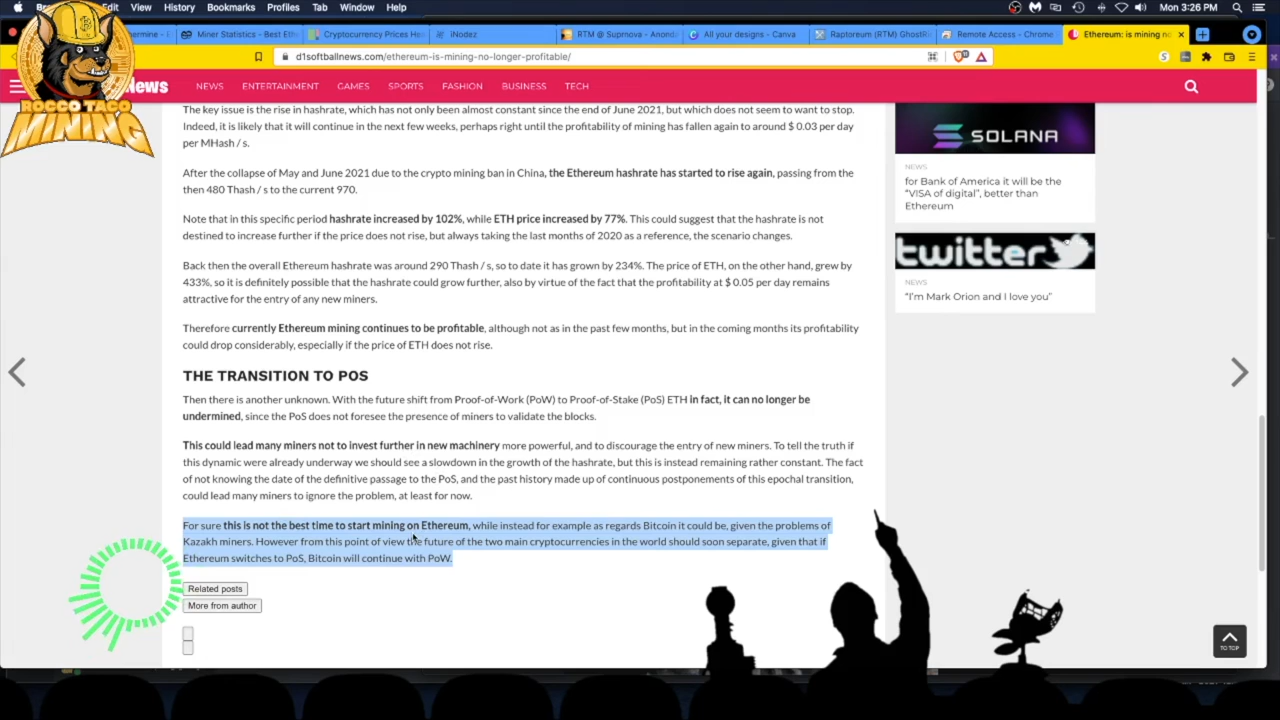 Edit View History Bookmarks Profiles Tab Window Help
Mon 3:26 PM
Miner Statistics - Best Eth
Cryptocurrency Prices Ha
iNodez
RTM @ Suprnova - Anon
All your designs - Canva
Raptoreum (RTM) GhostRi
Remote Access - Chrome
Ethereum: is mining no
d1softballnews.com/ethereum-is-mining-no-longer-profitable/
ROCCO TACO
MINING
News
NEWS ENTERTAINMENT GAMES SPORTS FASHION BUSINESS TECH
The key issue is the rise in hashrate, which has not only been almost constant since the end of June 2021, but which does not seem to want to stop.
Indeed, it is likely that it will continue in the next few weeks, perhaps right until the profitability of mining has fallen again to around $ 0.03 per day
per MHash / s.
After the collapse of May and June 2021 due to the crypto mining ban in China, the Ethereum hashrate has started to rise again, passing from the
then 480 Thash / s to the current 970.
Note that in this specific period hashrate increased by 102%, while ETH price increased by 77%. This could suggest that the hashrate is not
destined to increase further if the price does not rise, but always taking the last months of 2020 as a reference, the scenario changes.
Back then the overall Ethereum hashrate was around 290 Thash / s, so to date it has grown by 234%. The price of ETH, on the other hand, grew by
433%, so it is definitely possible that the hashrate could grow further, also by virtue of the fact that the profitability at $ 0.05 per day remains
attractive for the entry of any new miners.
Therefore currently Ethereum mining continues to be profitable, although not as in the past few months, but in the coming months its profitability
could drop considerably, especially if the price of ETH does not rise.
THE TRANSITION TO POS
Then there is another unknown. With the future shift from Proof-of-Work (PoW) to Proof-of-Stake (PoS) ETH in fact, it can no longer be
undermined, since the PoS does not foresee the presence of miners to validate the blocks.
This could lead many miners not to invest further in new machinery more powerful, and to discourage the entry of new miners. To tell the truth if
this dynamic were already underway we should see a slowdown in the growth of the hashrate, but this is instead remaining rather constant. The fact
of not knowing the date of the definitive passage to the PoS, and the past history made up of continuous postponements of this epochal transition,
could lead many miners to ignore the problem, at least for now.
For sure this is not the best time to start mining on Ethereum, while instead for example as regards Bitcoin it could be, given the problems of
Kazakh miners. However from this point of view the future of the two main cryptocurrencies in the world should soon separate, given that if
Ethereum switches to PoS, Bitcoin will continue with PoW.
Related posts
More from author
SOLANA
NEWS
for Bank of America it will be the
"VISA of digital", better than
Ethereum
twitter
NEWS
"I'm Mark Orion and I love you"
TO TOP